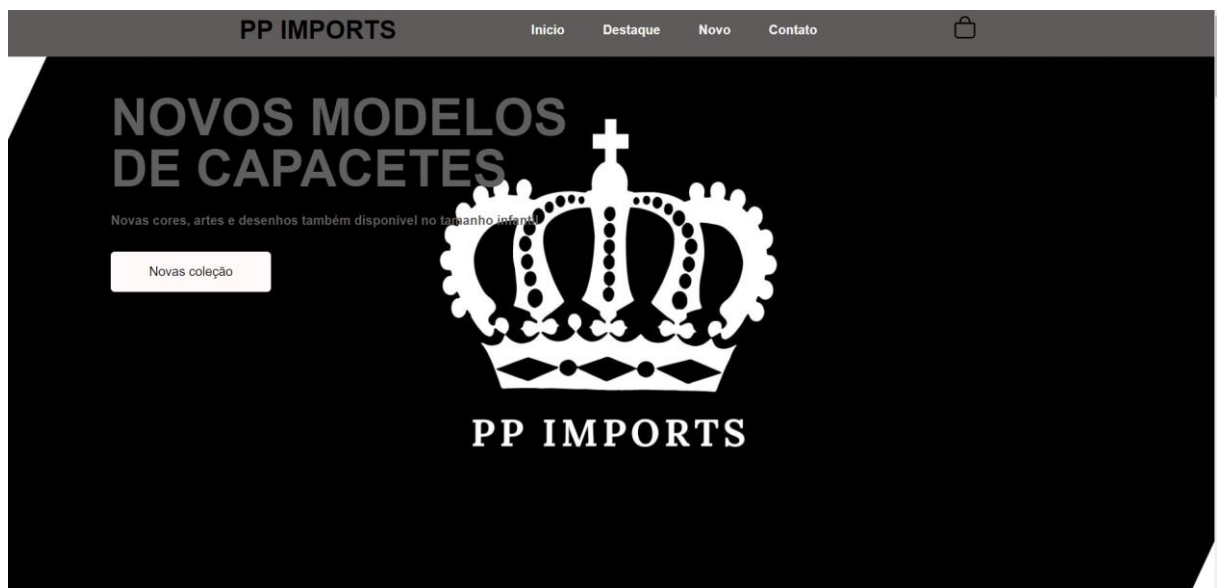 PP IMPORTS
Inicio Destaque Novo Contato
NOVOS MODELOS
DE CAPACETES
Novas cores, artes e desenhos também disponivel no tamanho infantil
Novas coleção
PP IMPORTS